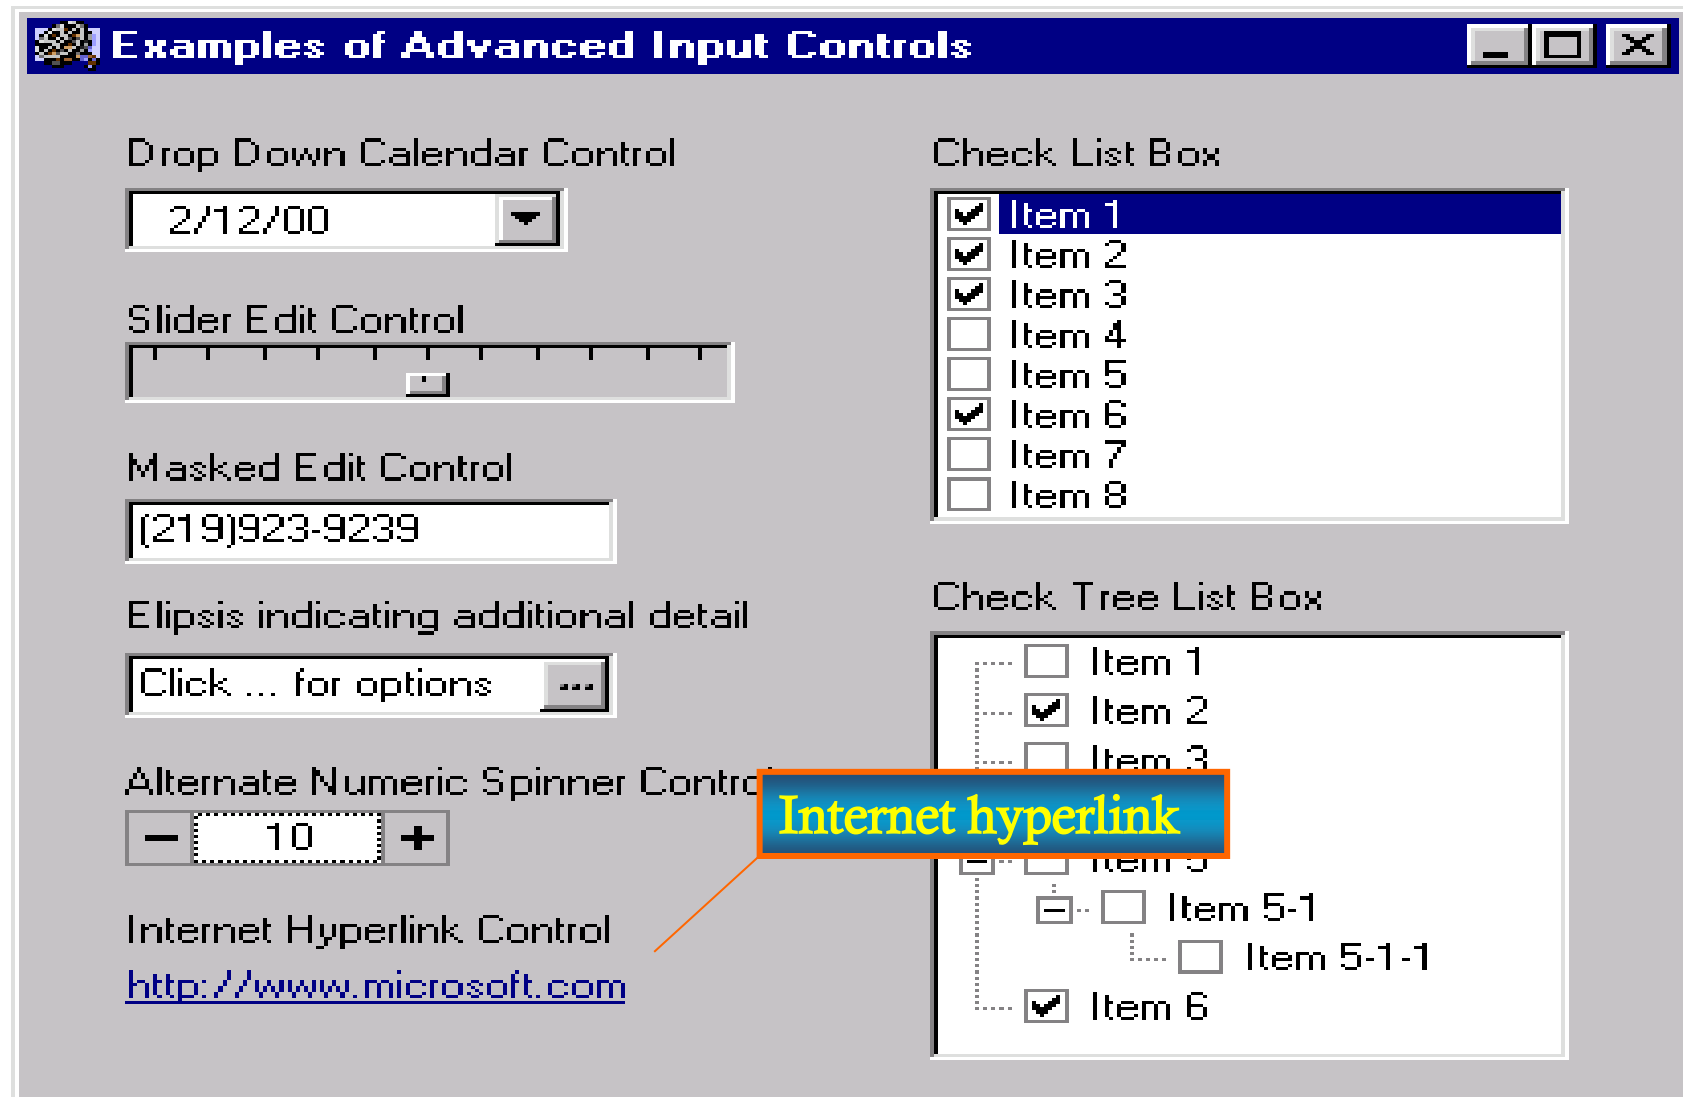 Examples of Advanced Input Controls
Drop Down Calendar Control
2/12/00
Slider Edit Control
Masked Edit Control
(219)923-9239
Elipsis indicating additional detail
Click ... for options ...
Alternate Numeric Spinner Contro
− 10 +
Internet Hyperlink Control
http://www.microsoft.com
Check List Box
Item 1
Item 2
Item 3
Item 4
Item 5
Item 6
Item 7
Item 8
Check Tree List Box
Item 1
Item 2
Item 3
Internet hyperlink
Item 5
Item 5-1
Item 5-1-1
Item 6